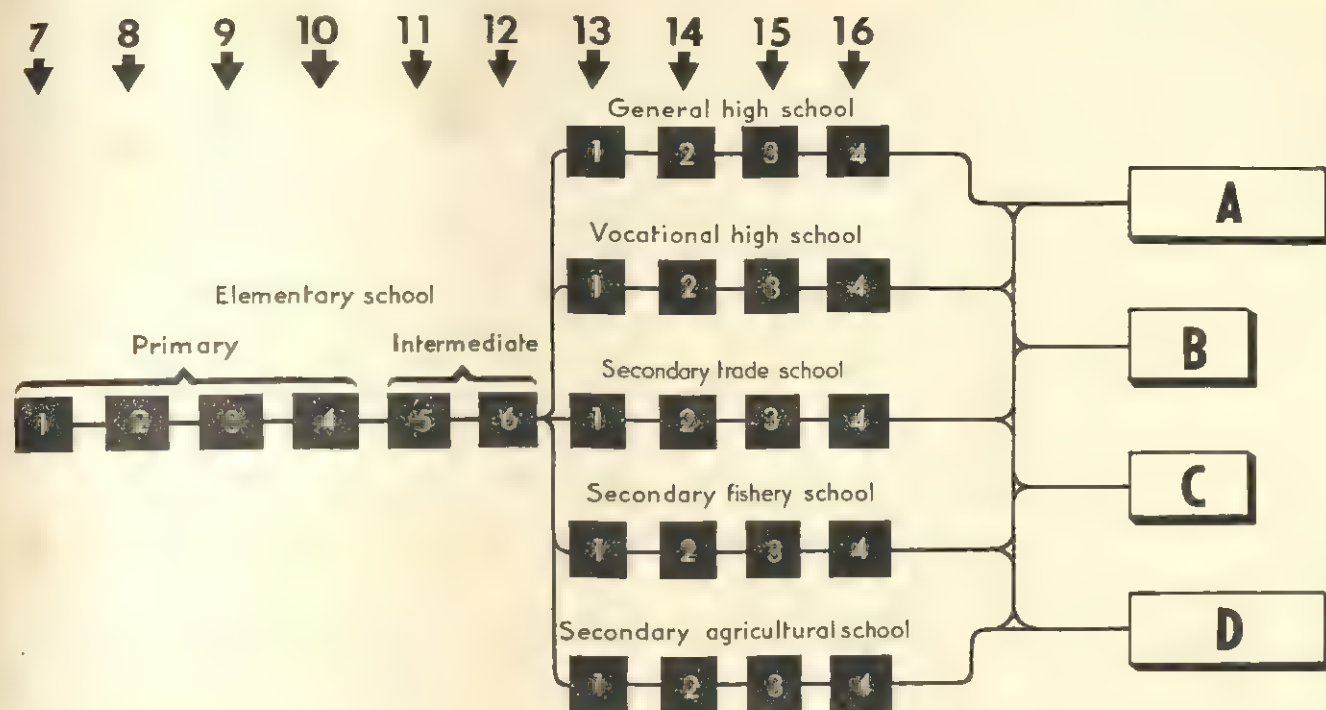 7 8 9 10 11 12 13 14 15 16
General high school
1 2 3 4
A
Vocational high school
1 2 3 4
Elementary school
B
Primary Intermediate
Secondary trade school
1 2 3 4 5 6 1 2 3 4
C
Secondary fishery school
1 2 3 4
D
Secondary agricultural school
1 2 3 4